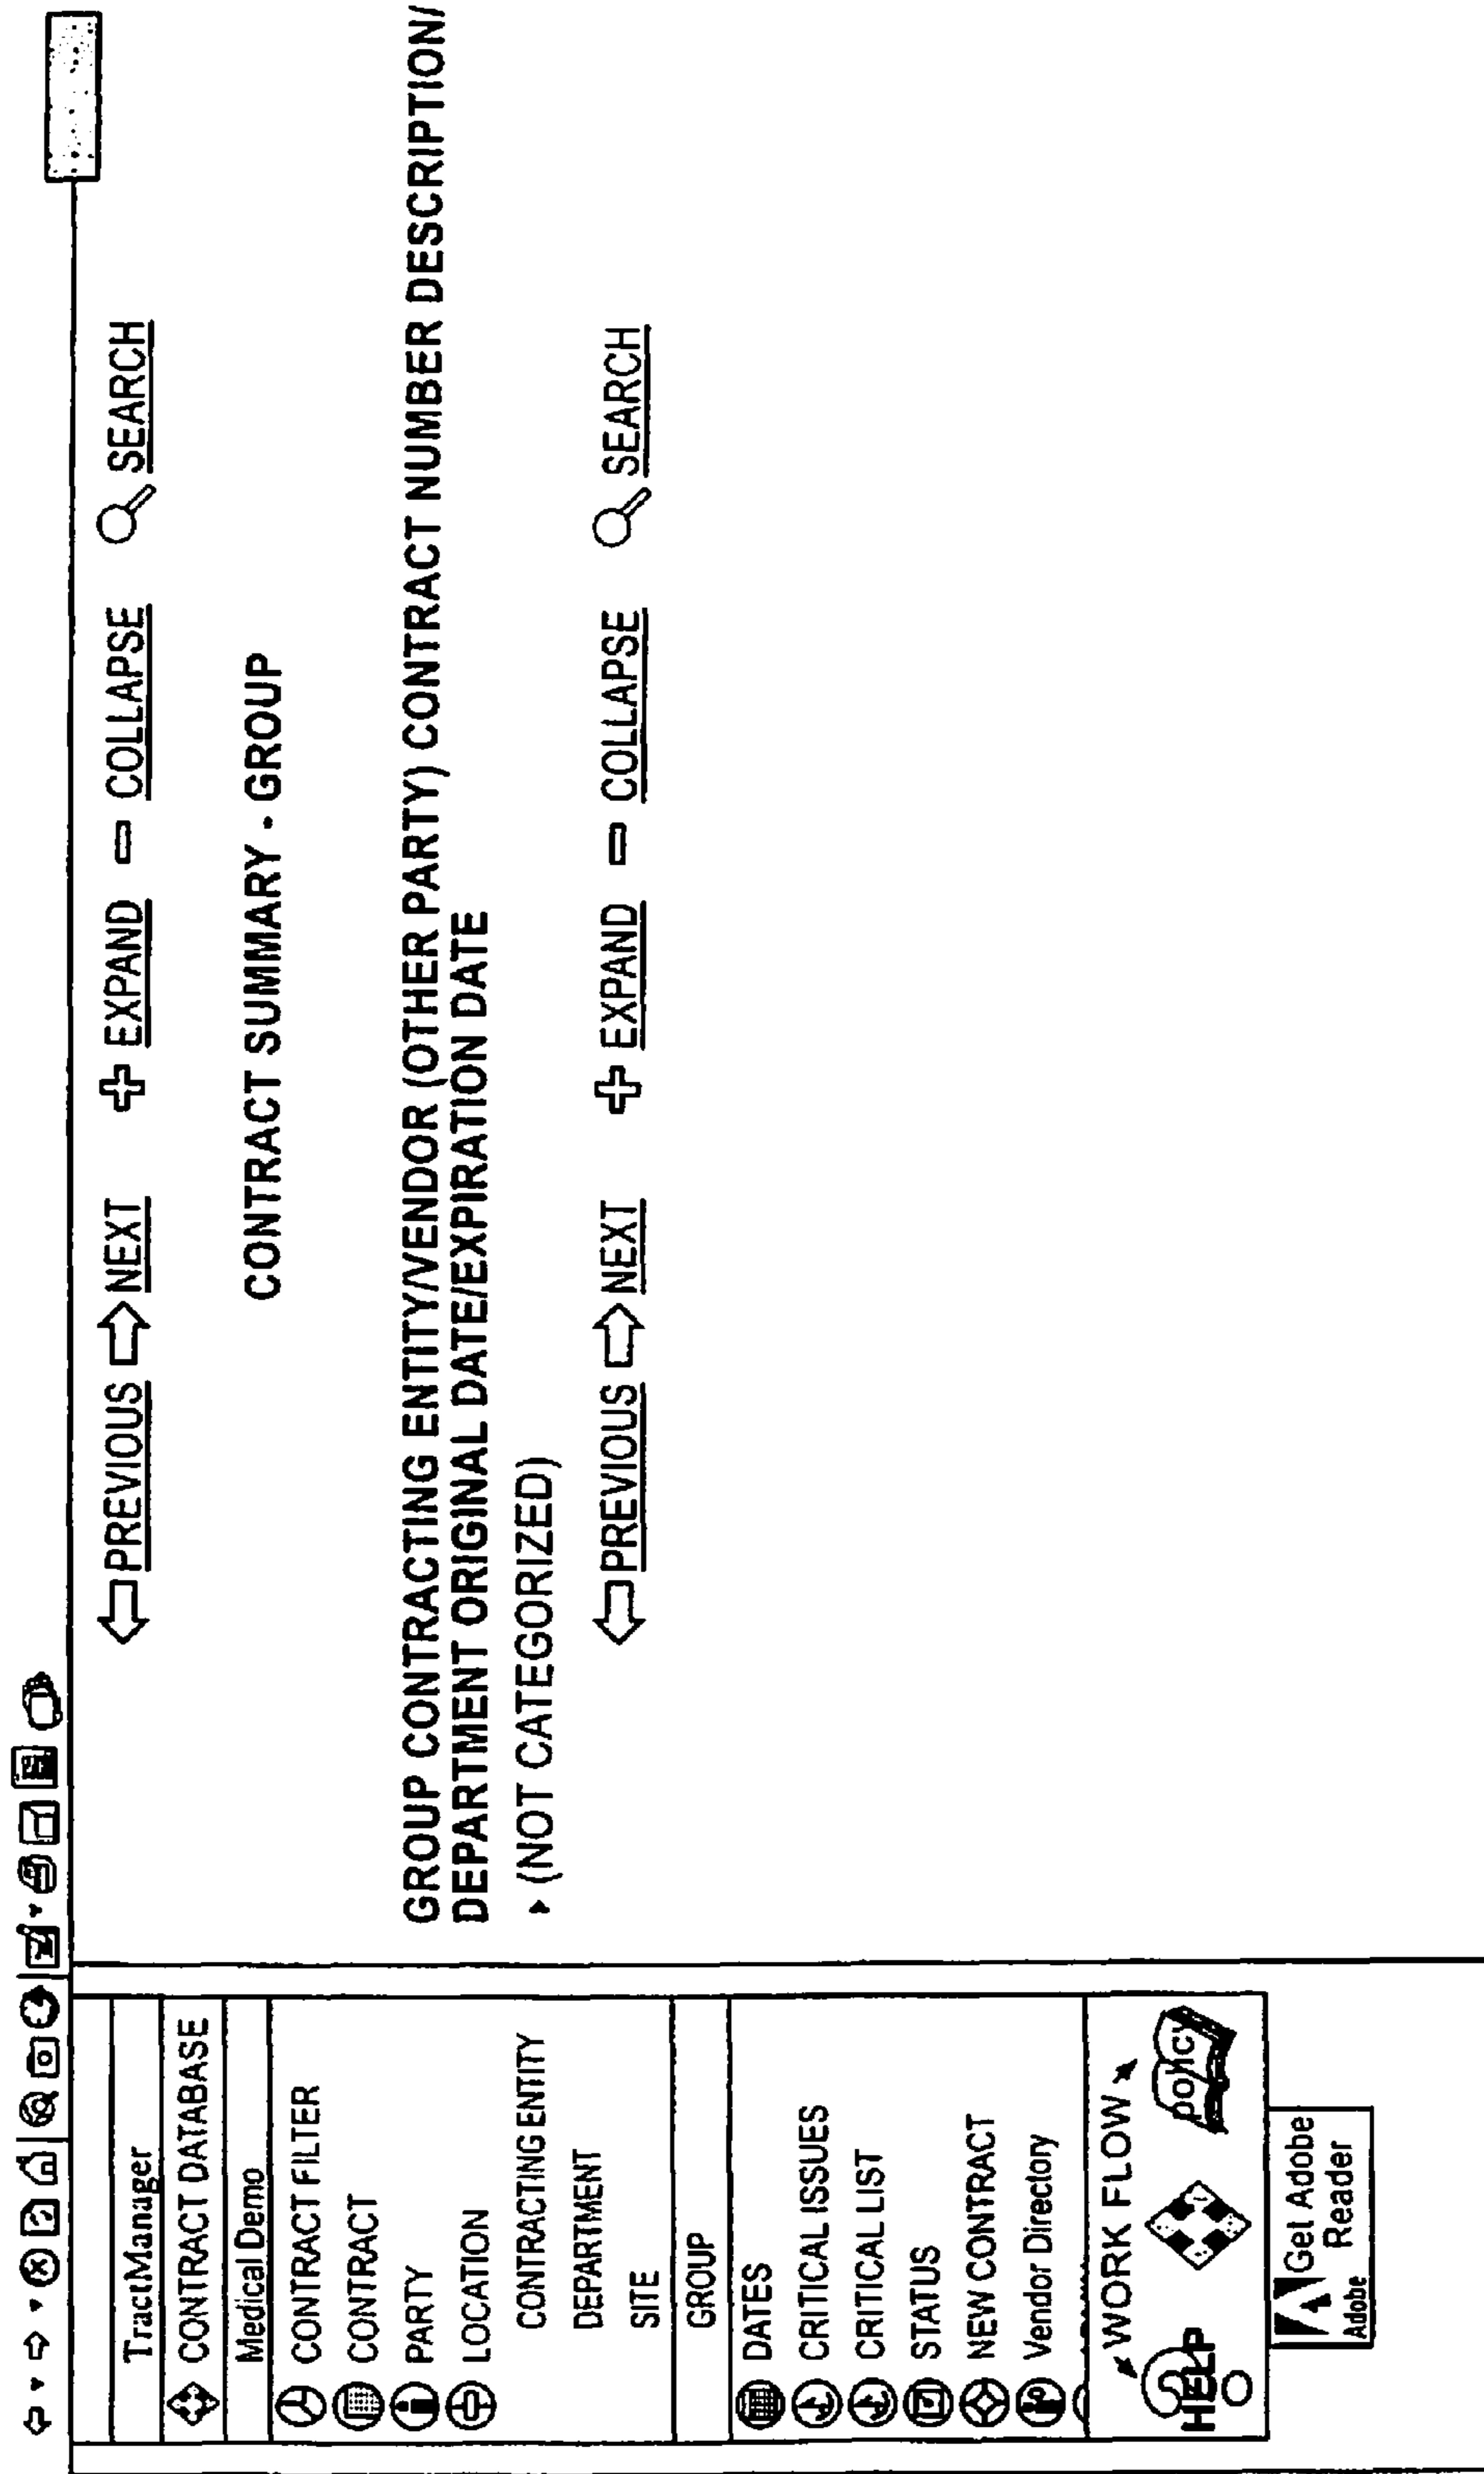 TractManager
CONTRACT DATABASE
Medical Demo
CONTRACT FILTER
CONTRACT
PARTY
LOCATION
CONTRACTING ENTITY
DEPARTMENT
SITE
GROUP
DATES
CRITICAL ISSUES
CRITICAL LIST
STATUS
NEW CONTRACT
Vendor Directory
WORK FLOW
HELP
policy
Get Adobe
Reader
Adobe
PREVIOUS NEXT EXPAND COLLAPSE SEARCH
CONTRACT SUMMARY - GROUP
GROUP CONTRACTING ENTITY/VENDOR (OTHER PARTY) CONTRACT NUMBER DESCRIPTION/
DEPARTMENT ORIGINAL DATE/EXPIRATION DATE
(NOT CATEGORIZED)
PREVIOUS NEXT EXPAND COLLAPSE SEARCH